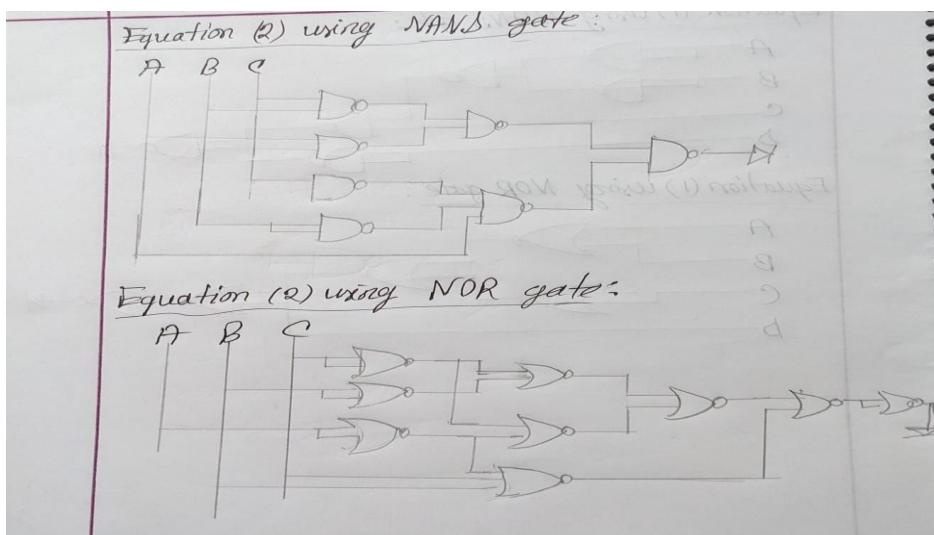 Equation (2) using NAND gate:
A B C
Equation (2) using NOR gate:
A B C